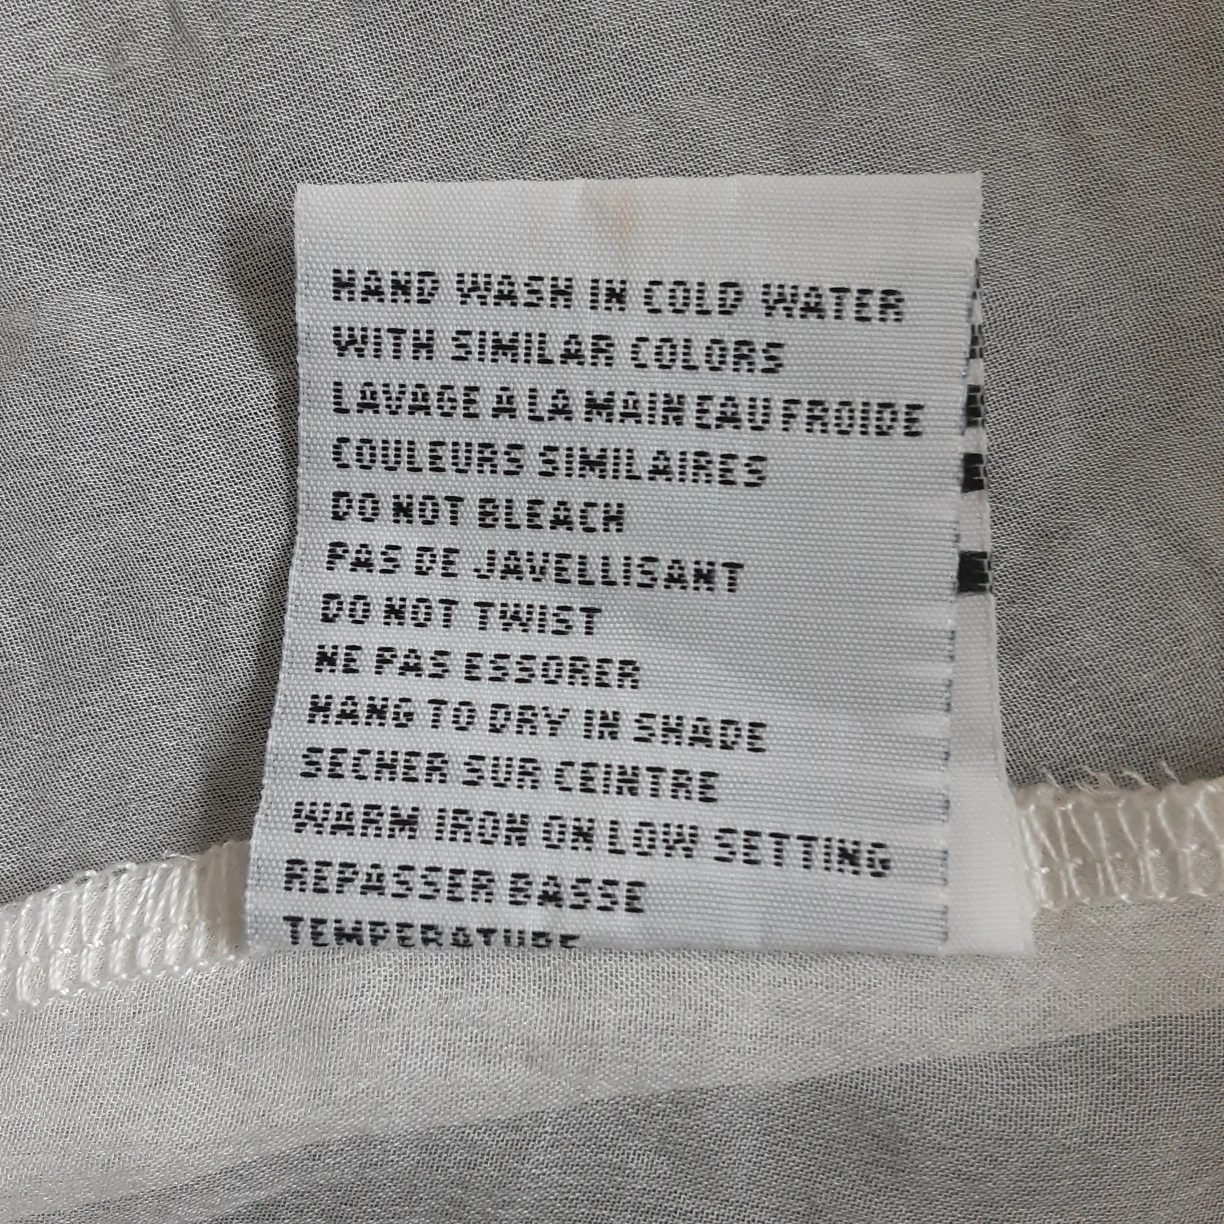 HAND WASH IN COLD WATER
WITH SIMILAR COLORS
LAVAGE A LA MAIN EAU FROIDE
COULEURS SIMILAIRES
DO NOT BLEACH
PAS DE JAVELLISANT
DO NOT TWIST
NE PAS ESSORER
HANG TO DRY IN SHADE
SECHER SUR CEINTRE
WARM IRON ON LOW SETTING
REPASSER BASSE
TEMPERATURE